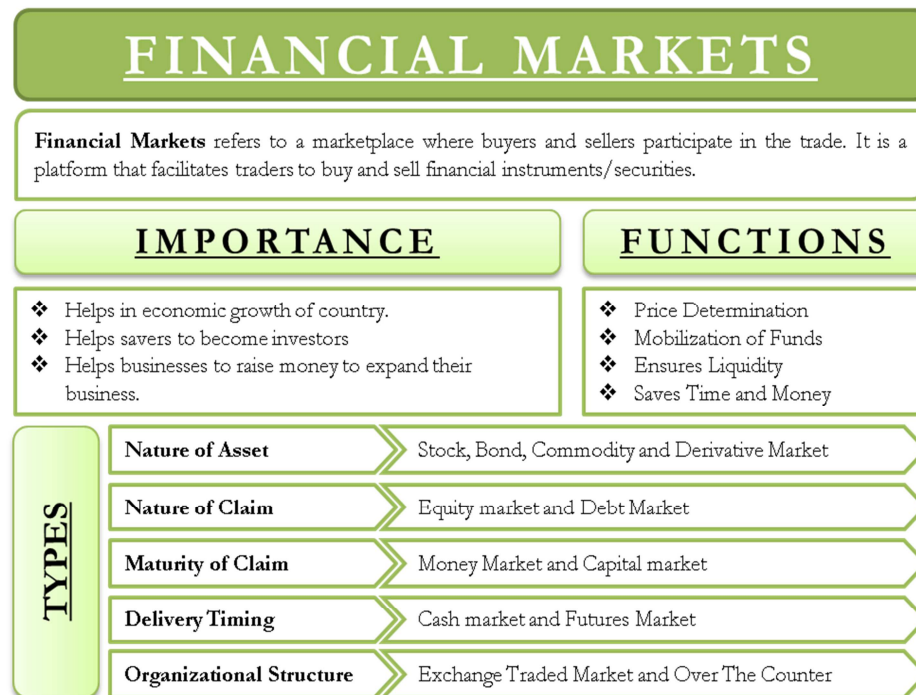 FINANCIAL MARKETS
Financial Markets refers to a marketplace where buyers and sellers participate in the trade. It is a
platform that facilitates traders to buy and sell financial instruments/securities.
IMPORTANCE
❖ Helps in economic growth of country.
❖ Helps savers to become investors
❖ Helps businesses to raise money to expand their
business.
FUNCTIONS
❖ Price Determination
❖ Mobilization of Funds
❖ Ensures Liquidity
❖ Saves Time and Money
TYPES
Nature of Asset
Stock, Bond, Commodity and Derivative Market
Nature of Claim
Equity market and Debt Market
Maturity of Claim
Money Market and Capital market
Delivery Timing
Cash market and Futures Market
Organizational Structure
Exchange Traded Market and Over The Counter